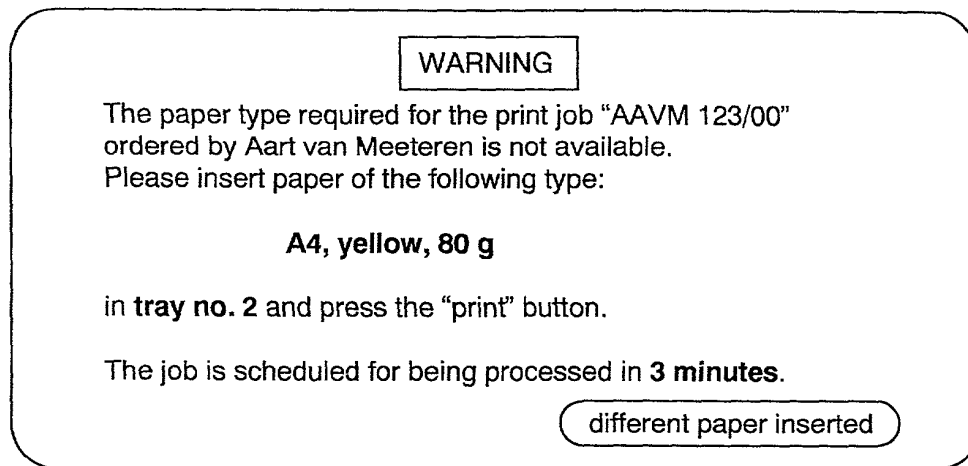 WARNING
The paper type required for the print job “AAVM 123/00”
ordered by Aart van Meeteren is not available.
Please insert paper of the following type:
A4, yellow, 80 g
in tray no. 2 and press the “print” button.
The job is scheduled for being processed in 3 minutes.
different paper inserted